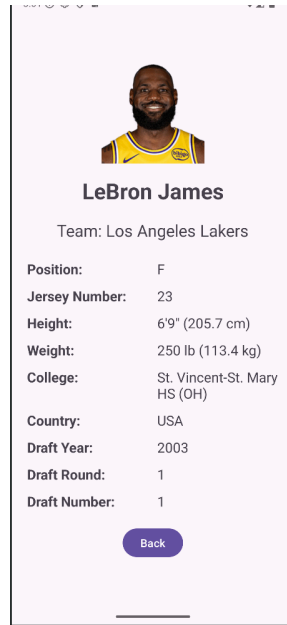 LeBron James
Team: Los Angeles Lakers
Position: F
Jersey Number: 23
Height: 6'9" (205.7 cm)
Weight: 250 lb (113.4 kg)
College: St. Vincent-St. Mary
HS (OH)
Country: USA
Draft Year: 2003
Draft Round: 1
Draft Number: 1
Back